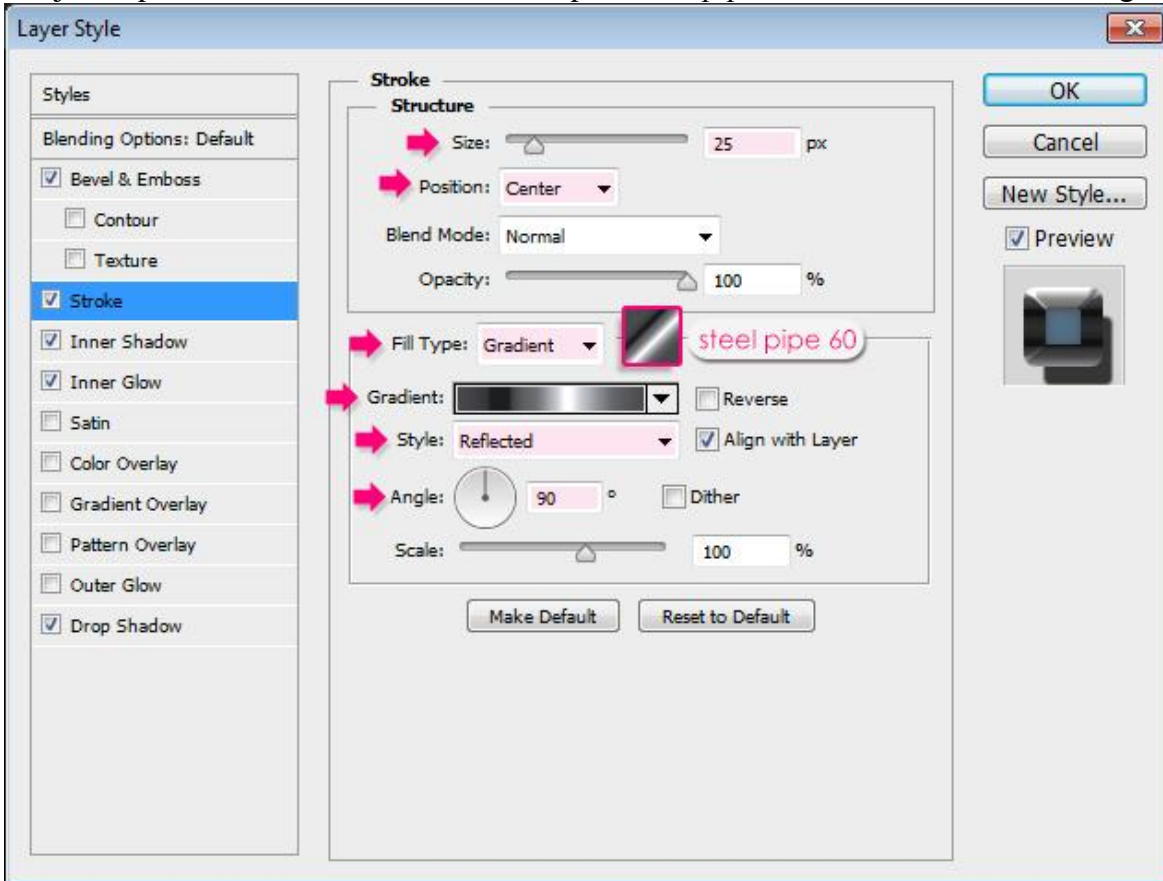 Layer Style
Styles
Blending Options: Default
Bevel & Emboss
Contour
Texture
Stroke
Inner Shadow
Inner Glow
Satin
Color Overlay
Gradient Overlay
Pattern Overlay
Outer Glow
Drop Shadow
Stroke
Structure
Size: 25 px
Position: Center
Blend Mode: Normal
Opacity: 100 %
Fill Type: Gradient steel pipe 60
Gradient: Reverse
Style: Reflected Align with Layer
Angle: 90 ° Dither
Scale: 100 %
Make Default Reset to Default
OK
Cancel
New Style...
Preview